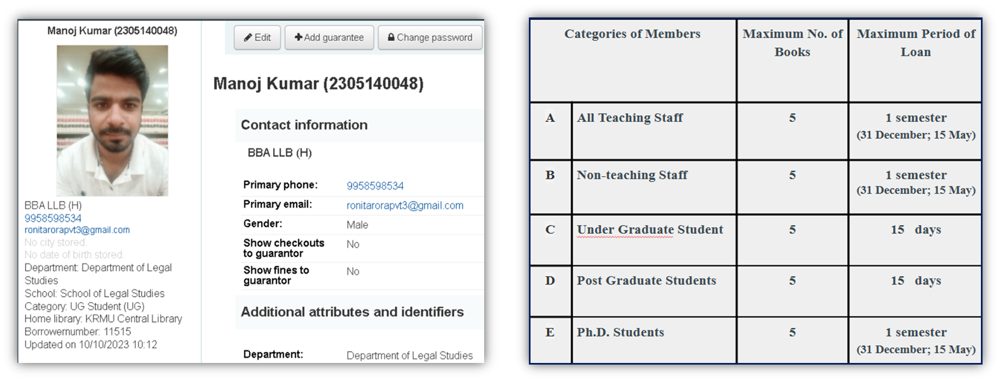 Manoj Kumar (2305140048)
BBA LLB (H)
9958598534
ronitarorapvt3@gmail.com
No city stored.
No date of birth stored.
Department: Department of Legal
Studies
School: School of Legal Studies
Category: UG Student (UG)
Home library: KRMU Central Library
Borrowernumber: 11515
Updated on 10/10/2023 10:12
Edit
Add guarantee
Change password
Manoj Kumar (2305140048)
Contact information
BBA LLB (H)
Primary phone: 9958598534
Primary email: ronitarorapvt3@gmail.com
Gender: Male
Show checkouts No
to guarantor
Show fines to No
guarantor
Additional attributes and identifiers
Department: Department of Legal Studies
Categories of Members Maximum No. of Maximum Period of
Books Loan
A All Teaching Staff 5 1 semester
(31 December; 15 May)
B Non-teaching Staff 5 1 semester
(31 December; 15 May)
C Under Graduate Student 5 15 days
D Post Graduate Students 5 15 days
E Ph.D. Students 5 1 semester
(31 December; 15 May)